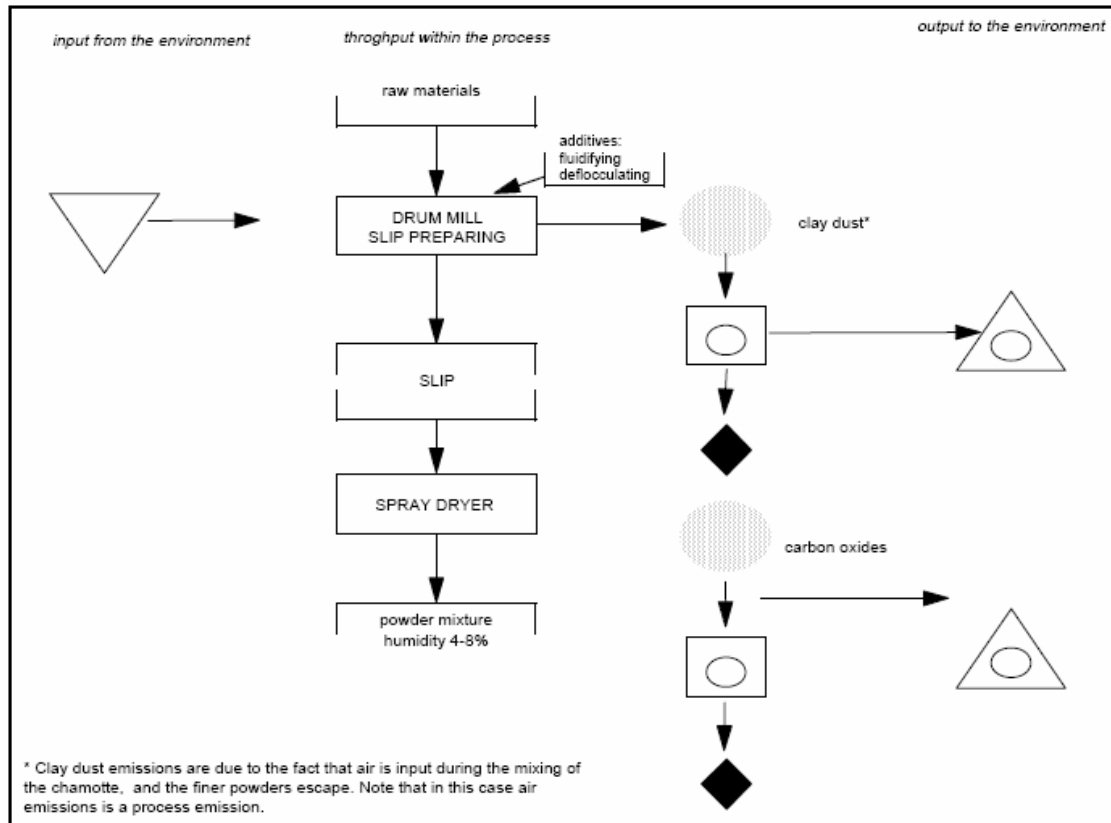 input from the environment
throghput within the process
output to the environment
raw materials
additives:
fluidifying
deflocculating
DRUM MILL
SLIP PREPARING
clay dust*
SLIP
SPRAY DRYER
carbon oxides
powder mixture
humidity 4-8%
* Clay dust emissions are due to the fact that air is input during the mixing of
the chamotte, and the finer powders escape. Note that in this case air
emissions is a process emission.